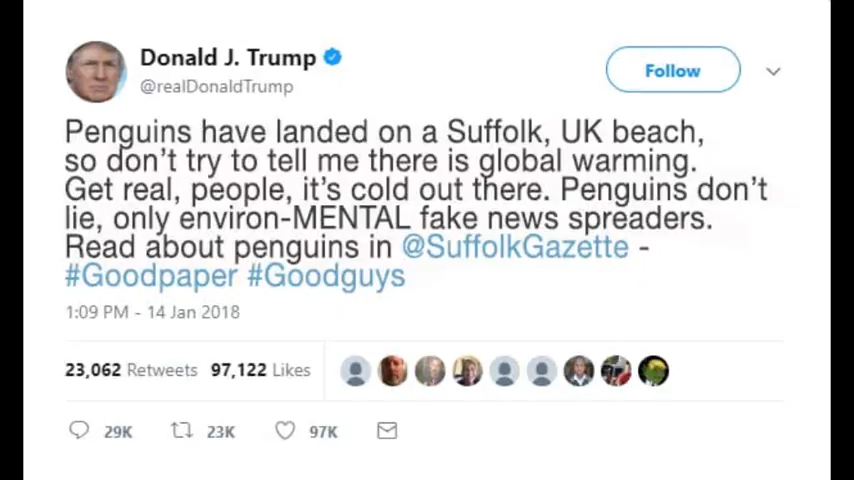 Donald J. Trump
@realDonaldTrump
Follow
Penguins have landed on a Suffolk, UK beach,
so don't try to tell me there is global warming.
Get real, people, it's cold out there. Penguins don't
lie, only environ-MENTAL fake news spreaders.
Read about penguins in @SuffolkGazette -
#Goodpaper #Goodguys
1:09 PM - 14 Jan 2018
23,062 Retweets 97,122 Likes
29K 23K 97K